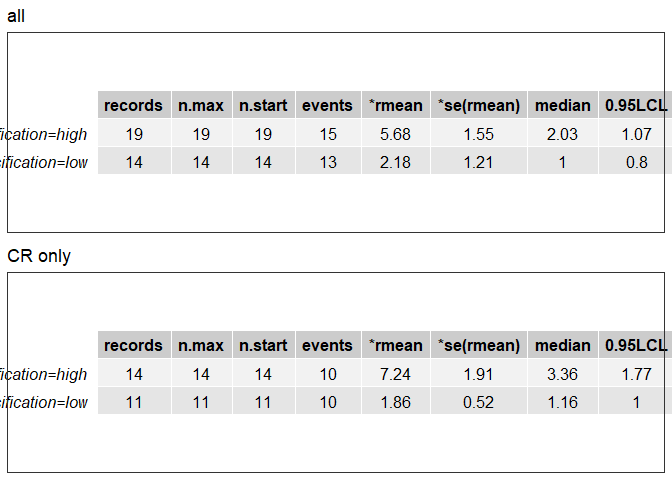 all
records n.max n.start events *rmean *se(rmean) median 0.95LCL
fication=high 19 19 19 15 5.68 1.55 2.03 1.07
sification=low 14 14 14 13 2.18 1.21 1 0.8
CR only
records n.max n.start events *rmean *se(rmean) median 0.95LCL
fication=high 14 14 14 10 7.24 1.91 3.36 1.77
sification=low 11 11 11 10 1.86 0.52 1.16 1